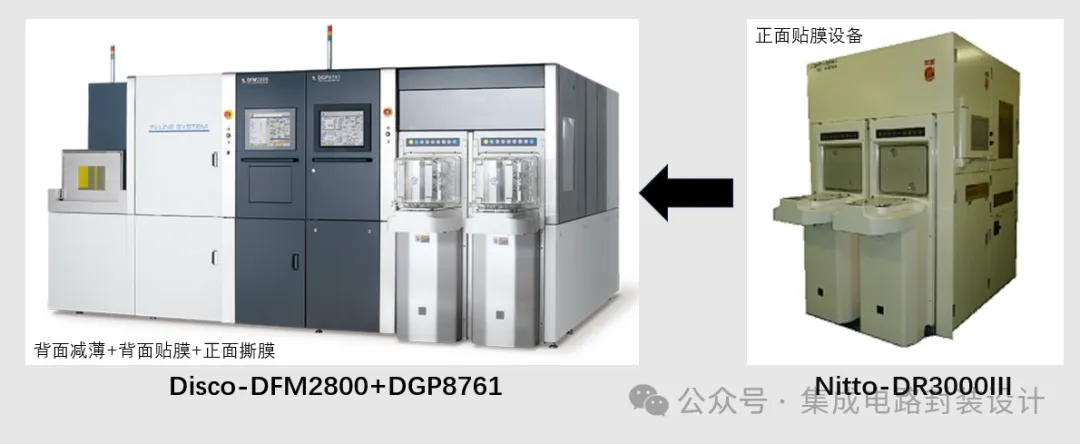 正面贴膜设备
DFM2800
DGP8761
IN-LINE SYSTEM
背面减薄+背面贴膜+正面撕膜
Disco-DFM2800+DGP8761
Nitto-DR3000III
公众号 · 集成电路封装设计